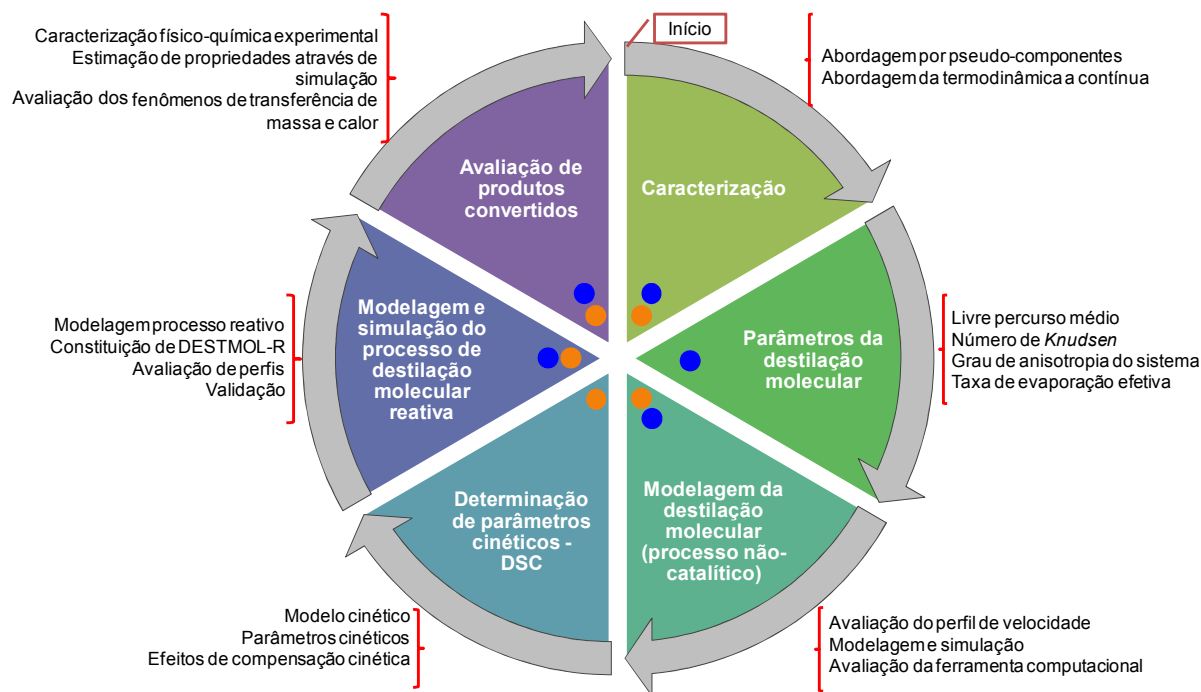 Início
Caracterização
Abordagem por pseudo-componentes
Abordagem da termodinâmica a contínua
Parâmetros da
destilação
molecular
Livre percurso médio
Número de Knudsen
Grau de anisotropia do sistema
Taxa de evaporação efetiva
Modelagem da
destilação
molecular
(processo não-
catalítico)
Avaliação do perfil de velocidade
Modelagem e simulação
Avaliação da ferramenta computacional
Determinação
de parâmetros
cinéticos -
DSC
Modelo cinético
Parâmetros cinéticos
Efeitos de compensação cinética
Modelagem e
simulação do
processo de
destilação
molecular
reativa
Modelagem processo reativo
Constituição de DESTMOL-R
Avaliação de perfis
Validação
Avaliação de
produtos
convertidos
Caracterização físico-química experimental
Estimação de propriedades através de
simulação
Avaliação dos fenômenos de transferência de
massa e calor